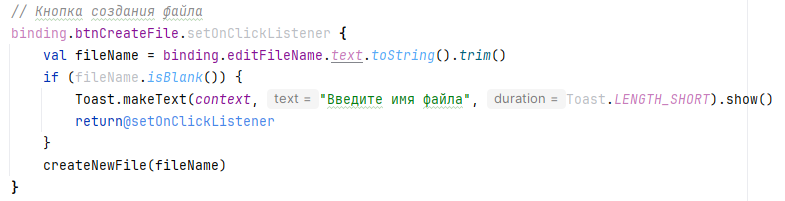 // Кнопка создания файла
binding.btnCreateFile.setOnClickListener {
    val fileName = binding.editFileName.text.toString().trim()
    if (fileName.isBlank()) {
        Toast.makeText(context, text = "Введите имя файла", duration = Toast.LENGTH_SHORT).show()
        return@setOnClickListener
    }
    createNewFile(fileName)
}